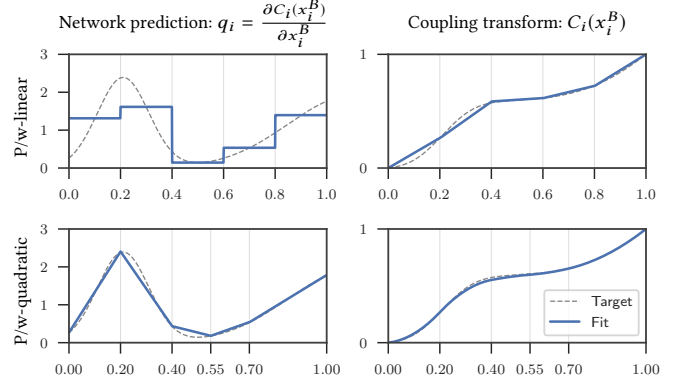 Network prediction: q_i = ∂C_i(x_i^B) / ∂x_i^B
Coupling transform: C_i(x_i^B)
P/w-linear
3
2
1
0
0.0 0.2 0.4 0.6 0.8 1.0
1
0
0.0 0.2 0.4 0.6 0.8 1.0
P/w-quadratic
3
2
1
0
0.00 0.20 0.40 0.55 0.70 1.00
1
0
Target
Fit
0.00 0.20 0.40 0.55 0.70 1.00